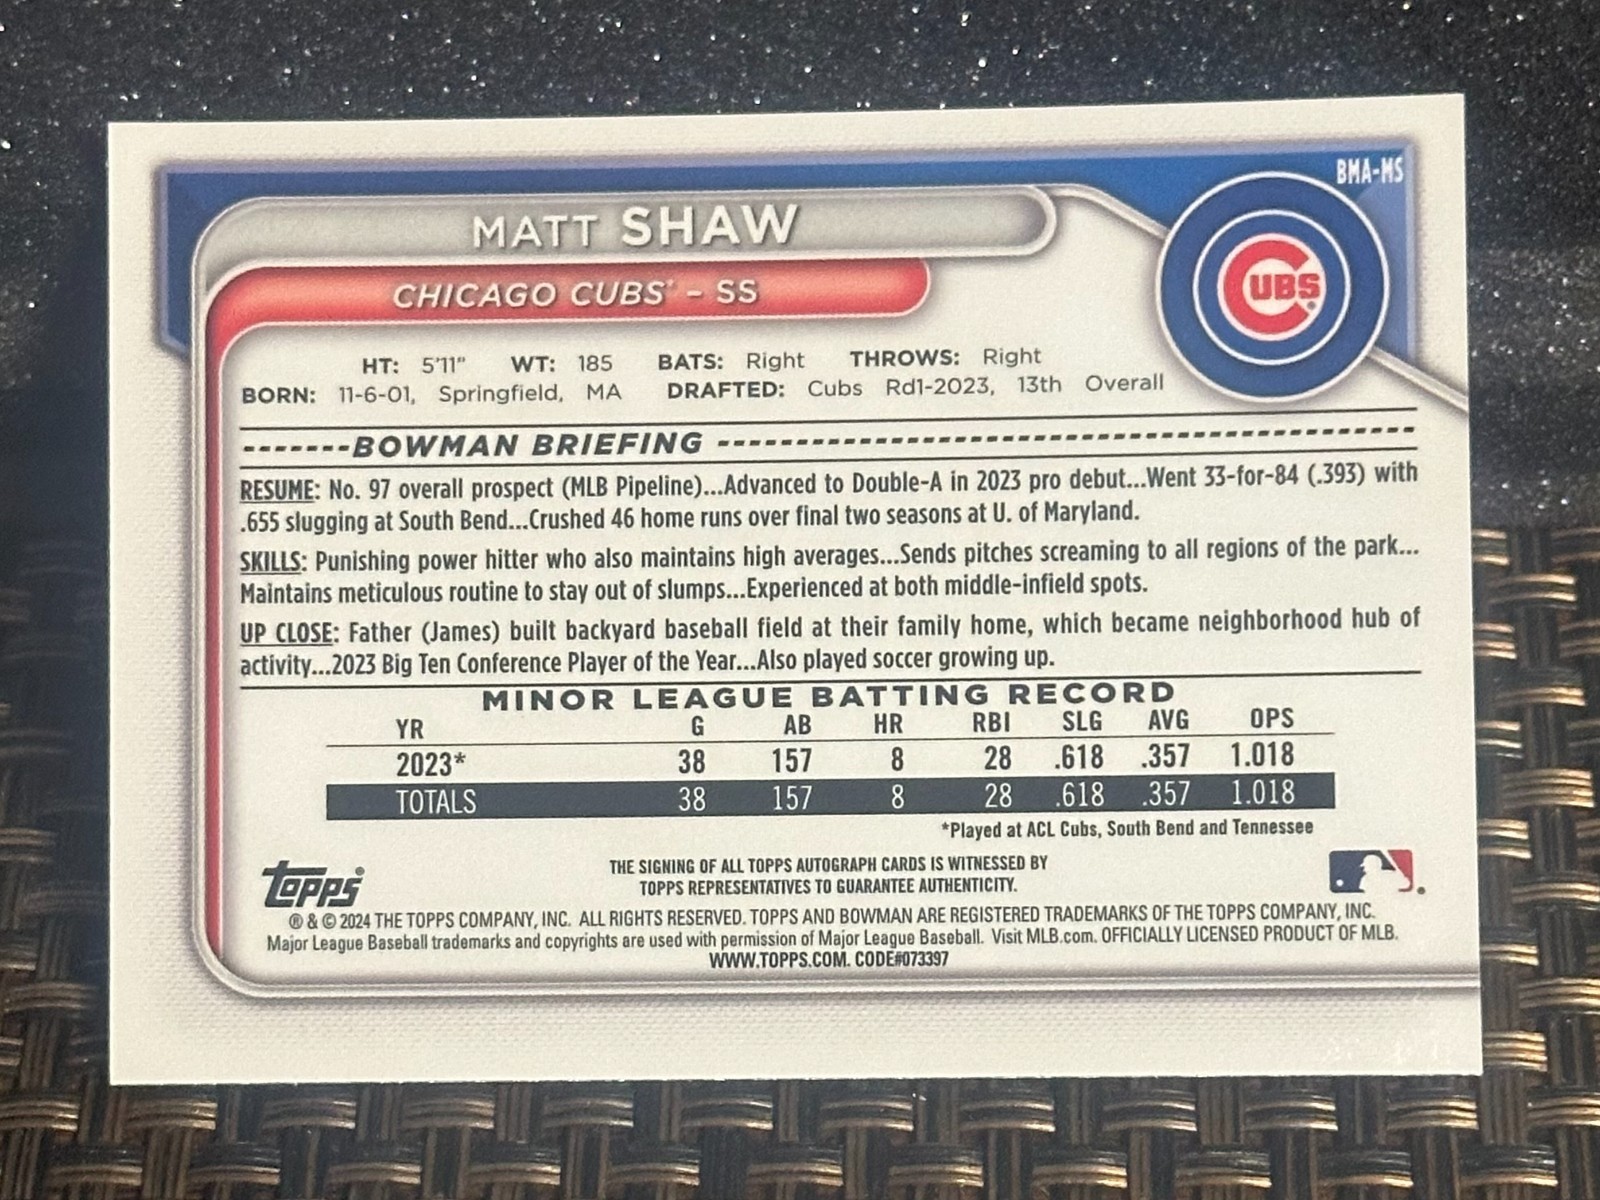 BMA-MS
MATT SHAW
CUBS
CHICAGO CUBS® – SS
HT: 5'11" WT: 185 BATS: Right THROWS: Right
BORN: 11-6-01, Springfield, MA DRAFTED: Cubs Rd1-2023, 13th Overall
-------BOWMAN BRIEFING --------------------------------------------------
RESUME: No. 97 overall prospect (MLB Pipeline)...Advanced to Double-A in 2023 pro debut...Went 33-for-84 (.393) with
.655 slugging at South Bend...Crushed 46 home runs over final two seasons at U. of Maryland.
SKILLS: Punishing power hitter who also maintains high averages...Sends pitches screaming to all regions of the park...
Maintains meticulous routine to stay out of slumps...Experienced at both middle-infield spots.
UP CLOSE: Father (James) built backyard baseball field at their family home, which became neighborhood hub of
activity...2023 Big Ten Conference Player of the Year...Also played soccer growing up.
MINOR LEAGUE BATTING RECORD
YR G AB HR RBI SLG AVG OPS
2023* 38 157 8 28 .618 .357 1.018
TOTALS 38 157 8 28 .618 .357 1.018
*Played at ACL Cubs, South Bend and Tennessee
topps®
THE SIGNING OF ALL TOPPS AUTOGRAPH CARDS IS WITNESSED BY
TOPPS REPRESENTATIVES TO GUARANTEE AUTHENTICITY.
® & © 2024 THE TOPPS COMPANY, INC. ALL RIGHTS RESERVED. TOPPS AND BOWMAN ARE REGISTERED TRADEMARKS OF THE TOPPS COMPANY, INC.
Major League Baseball trademarks and copyrights are used with permission of Major League Baseball. Visit MLB.com. OFFICIALLY LICENSED PRODUCT OF MLB.
WWW.TOPPS.COM. CODE#073397